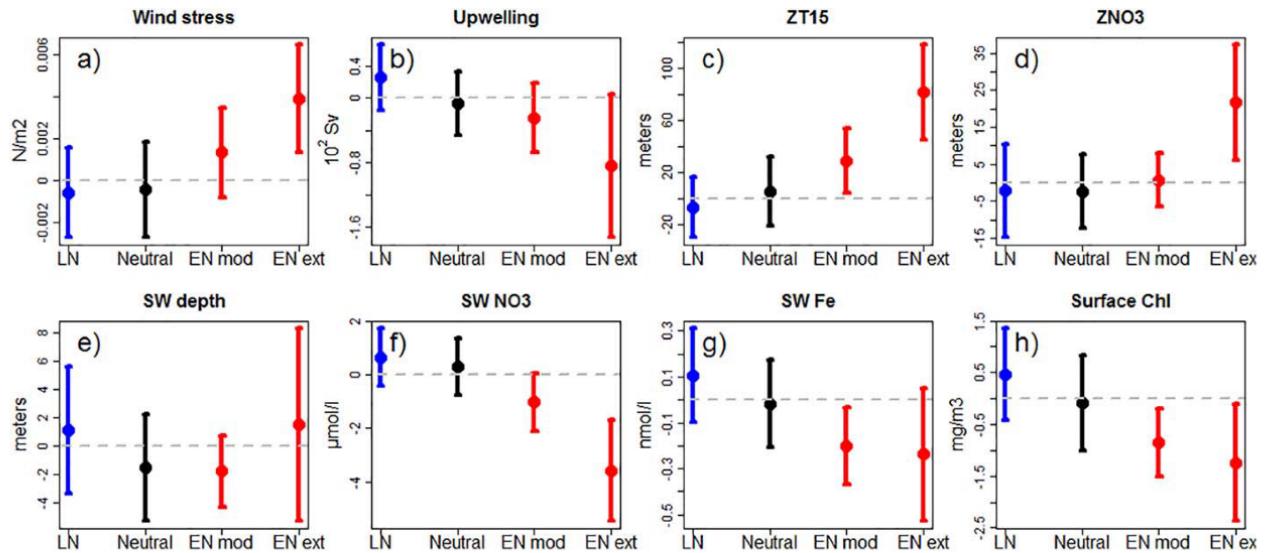 Wind stress
a)
N/m2
0.006
0.002
0
-0.002
LN Neutral EN mod EN ext
Upwelling
b)
10² Sv
0.4
0
-0.8
-1.6
LN Neutral EN mod EN ext
ZT15
c)
meters
100
60
20
-20
LN Neutral EN mod EN ext
ZNO3
d)
meters
35
25
15
5
-5
-15
LN Neutral EN mod EN ex
SW depth
e)
meters
8
6
4
2
0
-2
-4
LN Neutral EN mod EN ext
SW NO3
f)
µmol/l
2
0
-2
-4
LN Neutral EN mod EN ext
SW Fe
g)
nmol/l
0.3
0.1
-0.1
-0.3
-0.5
LN Neutral EN mod EN ext
Surface Chl
h)
mg/m3
1.5
0.5
-0.5
-1.5
-2.5
LN Neutral EN mod EN ext